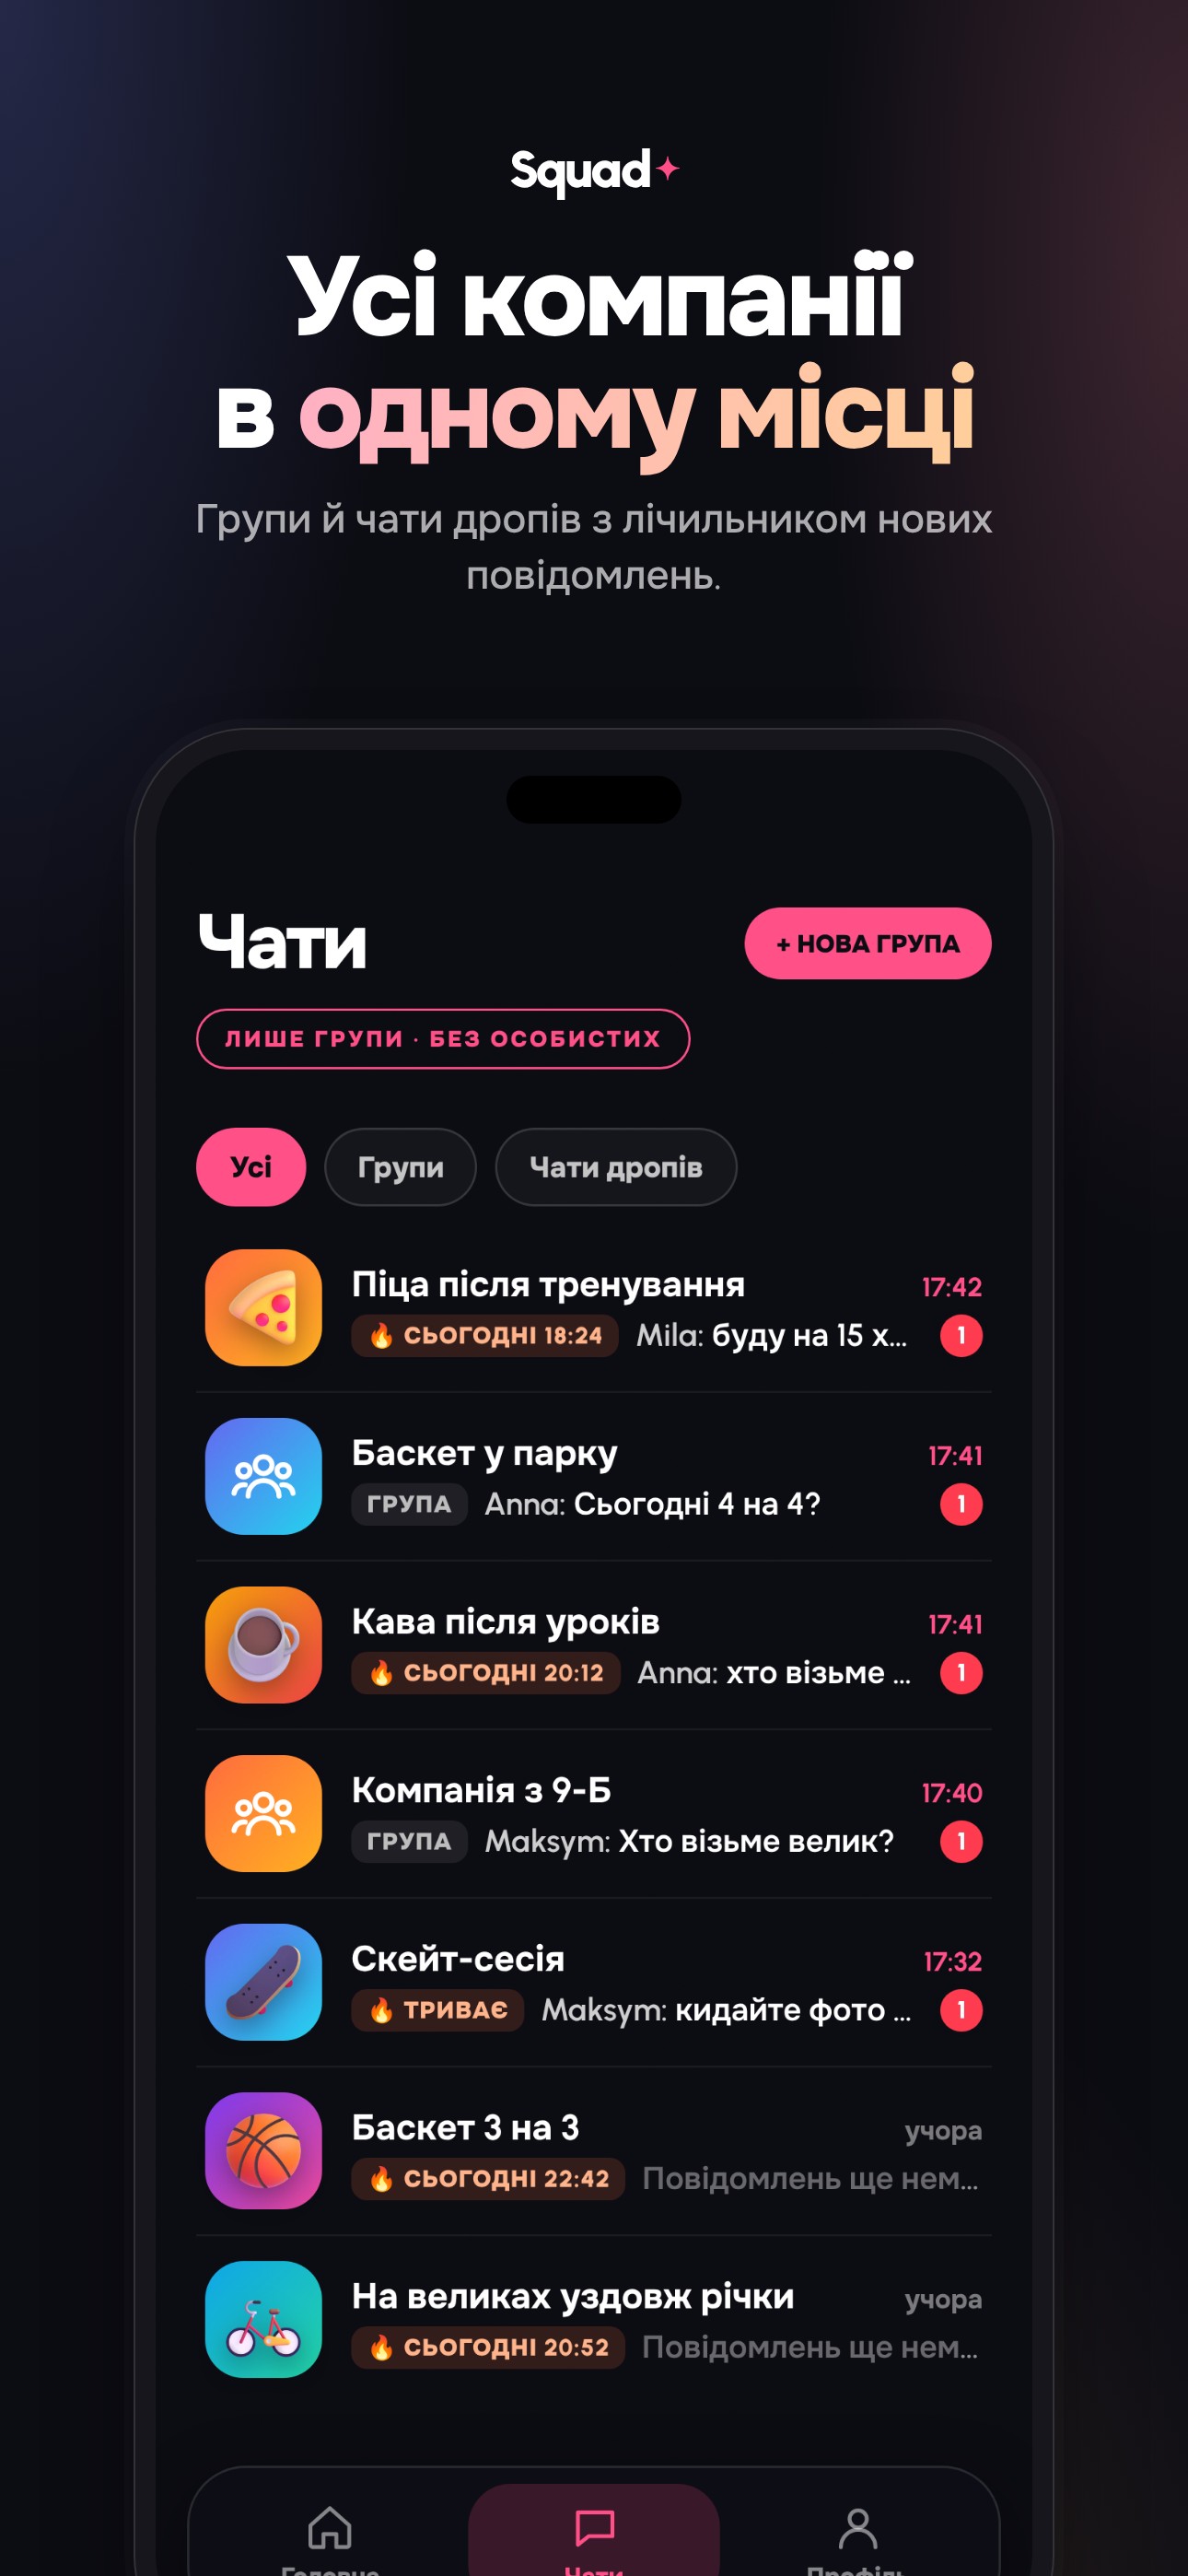 Squad
Усі компанії
в одному місці
Групи й чати дропів з лічильником нових
повідомлень.
Чати
+ НОВА ГРУПА
ЛИШЕ ГРУПИ · БЕЗ ОСОБИСТИХ
Усі
Групи
Чати дропів
Піца після тренування
17:42
🔥 СЬОГОДНІ 18:24
Mila: буду на 15 х...
1
Баскет у парку
17:41
ГРУПА
Anna: Сьогодні 4 на 4?
1
Кава після уроків
17:41
🔥 СЬОГОДНІ 20:12
Anna: хто візьме ...
1
Компанія з 9-Б
17:40
ГРУПА
Maksym: Хто візьме велик?
1
Скейт-сесія
17:32
🔥 ТРИВАЄ
Maksym: кидайте фото ...
1
Баскет 3 на 3
учора
🔥 СЬОГОДНІ 22:42
Повідомлень ще нем...
На великах уздовж річки
учора
🔥 СЬОГОДНІ 20:52
Повідомлень ще нем...
Головна
Чати
Профіль